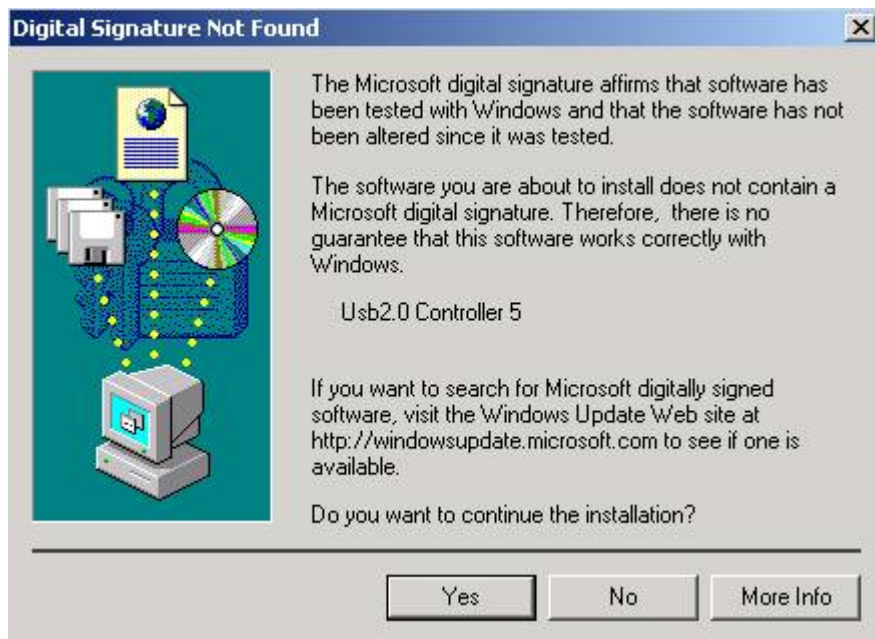 Digital Signature Not Found
The Microsoft digital signature affirms that software has
been tested with Windows and that the software has not
been altered since it was tested.
The software you are about to install does not contain a
Microsoft digital signature. Therefore, there is no
guarantee that this software works correctly with
Windows.
Usb2.0 Controller 5
If you want to search for Microsoft digitally signed
software, visit the Windows Update Web site at
http://windowsupdate.microsoft.com to see if one is
available.
Do you want to continue the installation?
Yes No More Info